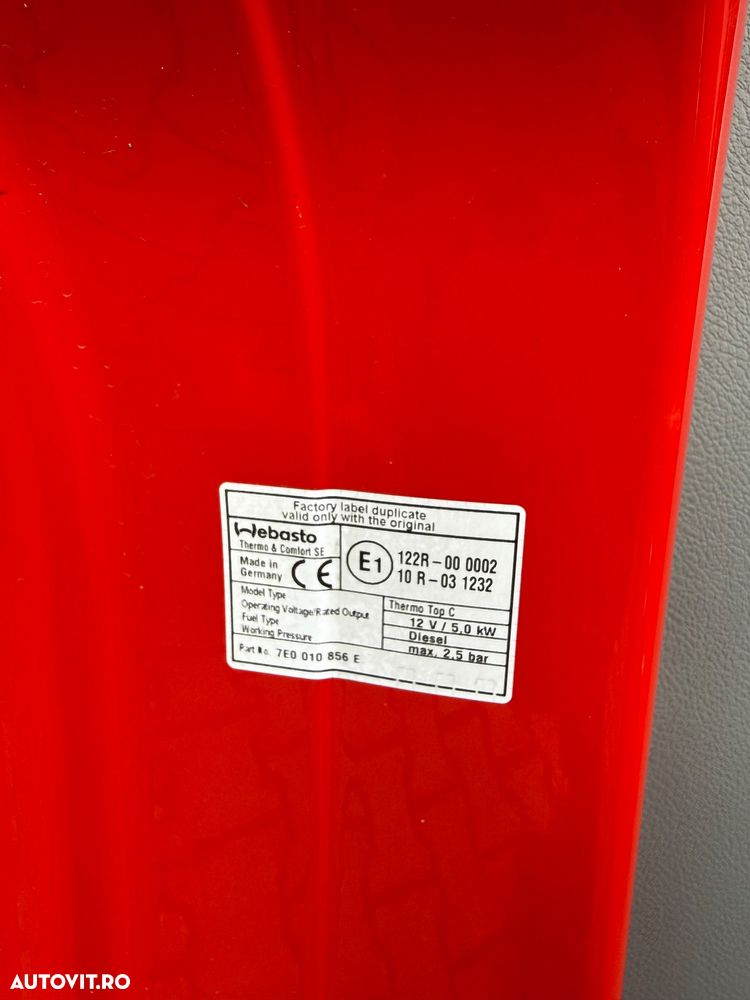 Factory label duplicate
valid only with the original
Webasto
Thermo & Comfort SE
Made in
Germany
CE
E1
122R-00 0002
10 R-03 1232
Model Type
Thermo Top C
Operating Voltage/Rated Output
12 V / 5,0 kW
Fuel Type
Diesel
Working Pressure
max. 2,5 bar
Part No. 7E0 010 856 E
AUTOVIT.RO